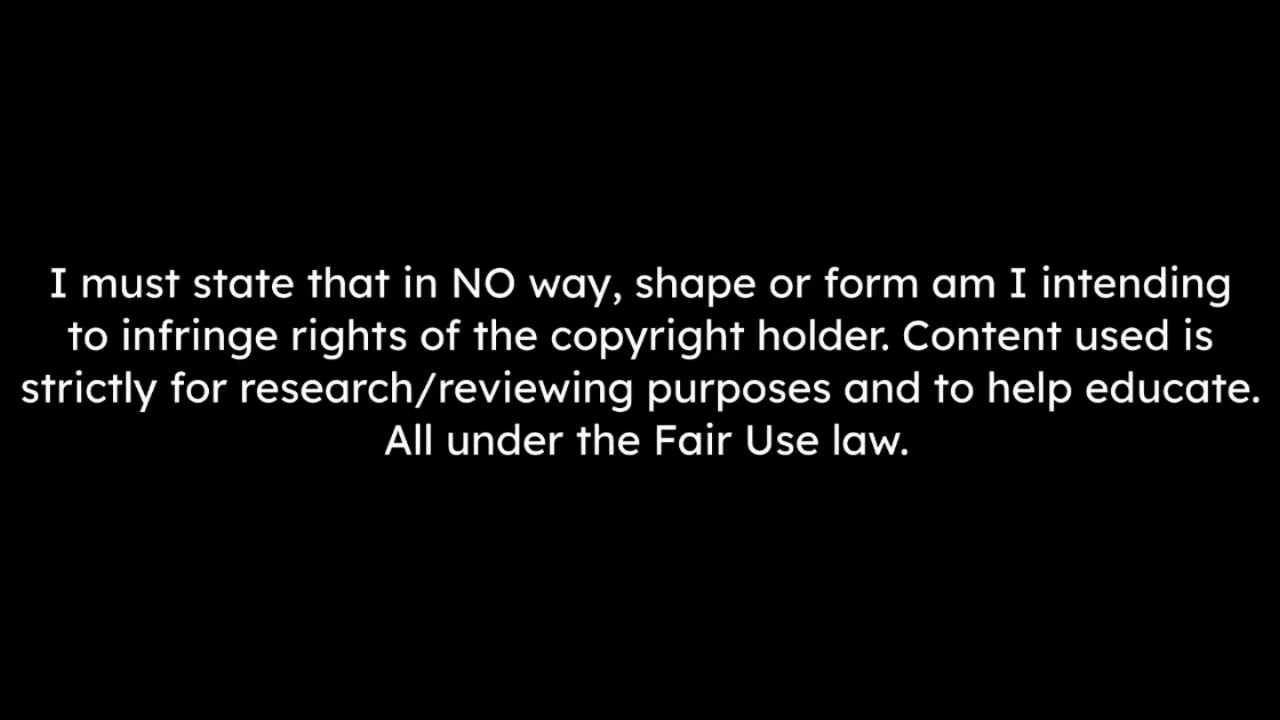 I must state that in NO way, shape or form am I intending
to infringe rights of the copyright holder. Content used is
strictly for research/reviewing purposes and to help educate.
All under the Fair Use law.